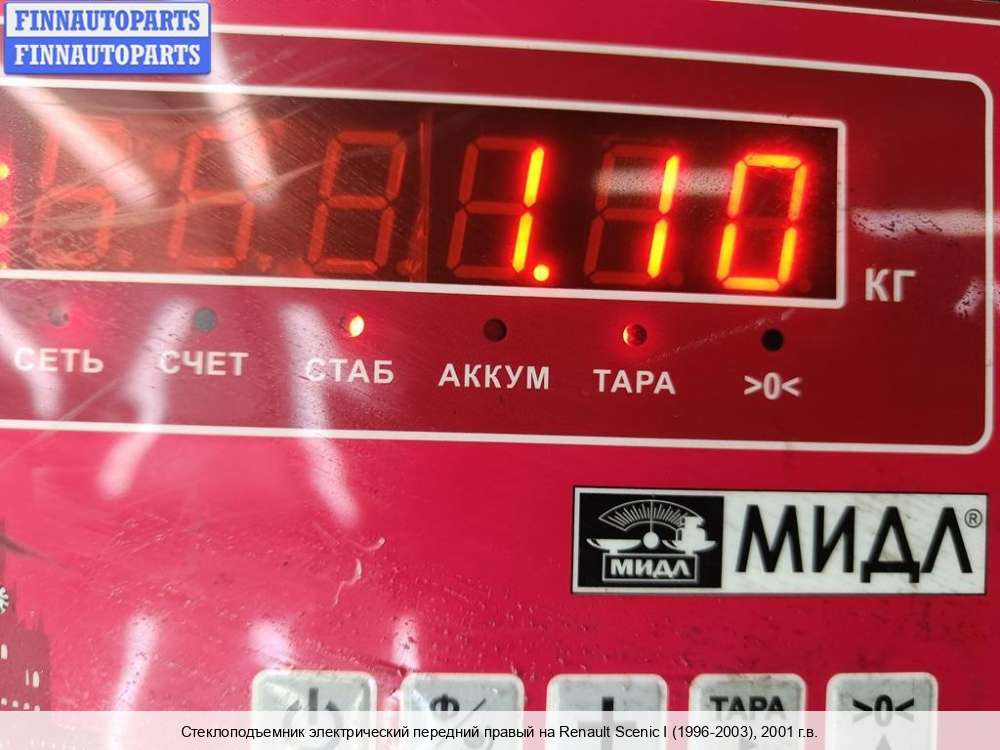 FINNAUTOPARTS
FINNAUTOPARTS
1.10
КГ
СЕТЬ СЧЕТ СТАБ АККУМ ТАРА >0<
МИДЛ МИДЛ®
ТАРА >0<
Стеклоподъемник электрический передний правый на Renault Scenic I (1996-2003), 2001 г.в.